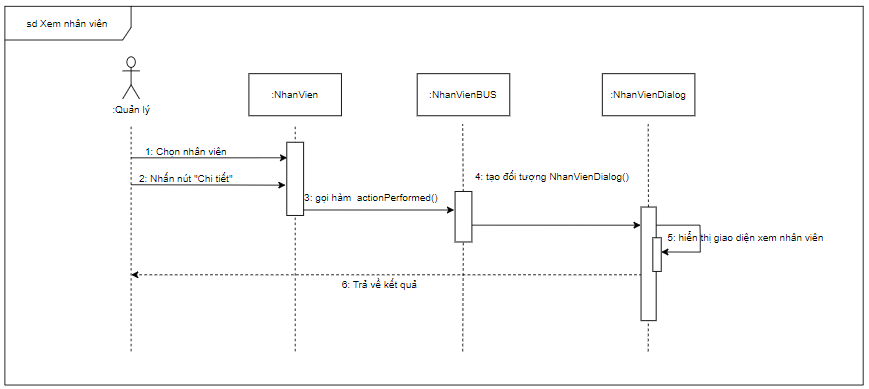 sd Xem nhân viên
:Quản lý
:NhanVien
:NhanVienBUS
:NhanVienDialog
1: Chọn nhân viên
2: Nhấn nút "Chi tiết"
3: gọi hàm actionPerformed()
4: tạo đối tượng NhanVienDialog()
5: hiển thị giao diện xem nhân viên
6: Trả về kết quả